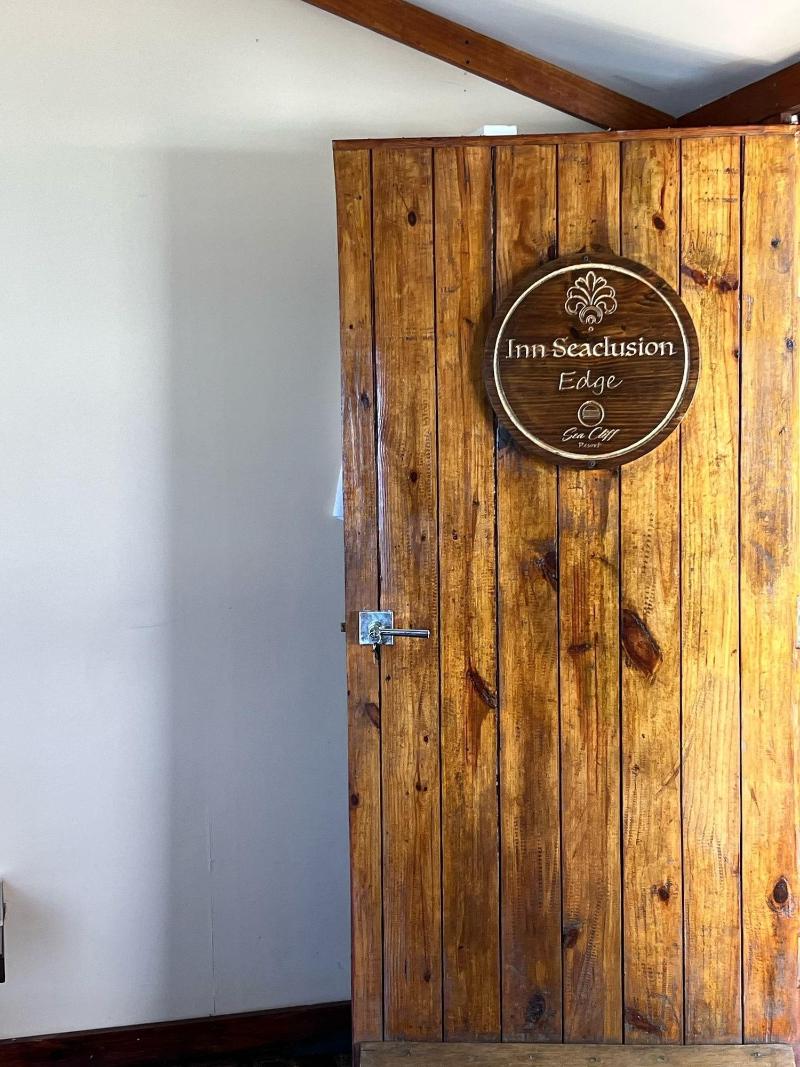 Inn Seaclusion
Edge
Sea Cliff
Resort